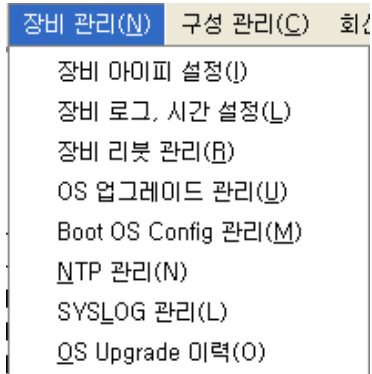 장비 관리(N) 구성 관리(C) 회선
장비 아이피 설정(I)
장비 로그, 시간 설정(L)
장비 리붓 관리(R)
OS 업그레이드 관리(U)
Boot OS Config 관리(M)
NTP 관리(N)
SYSLOG 관리(L)
OS Upgrade 이력(O)